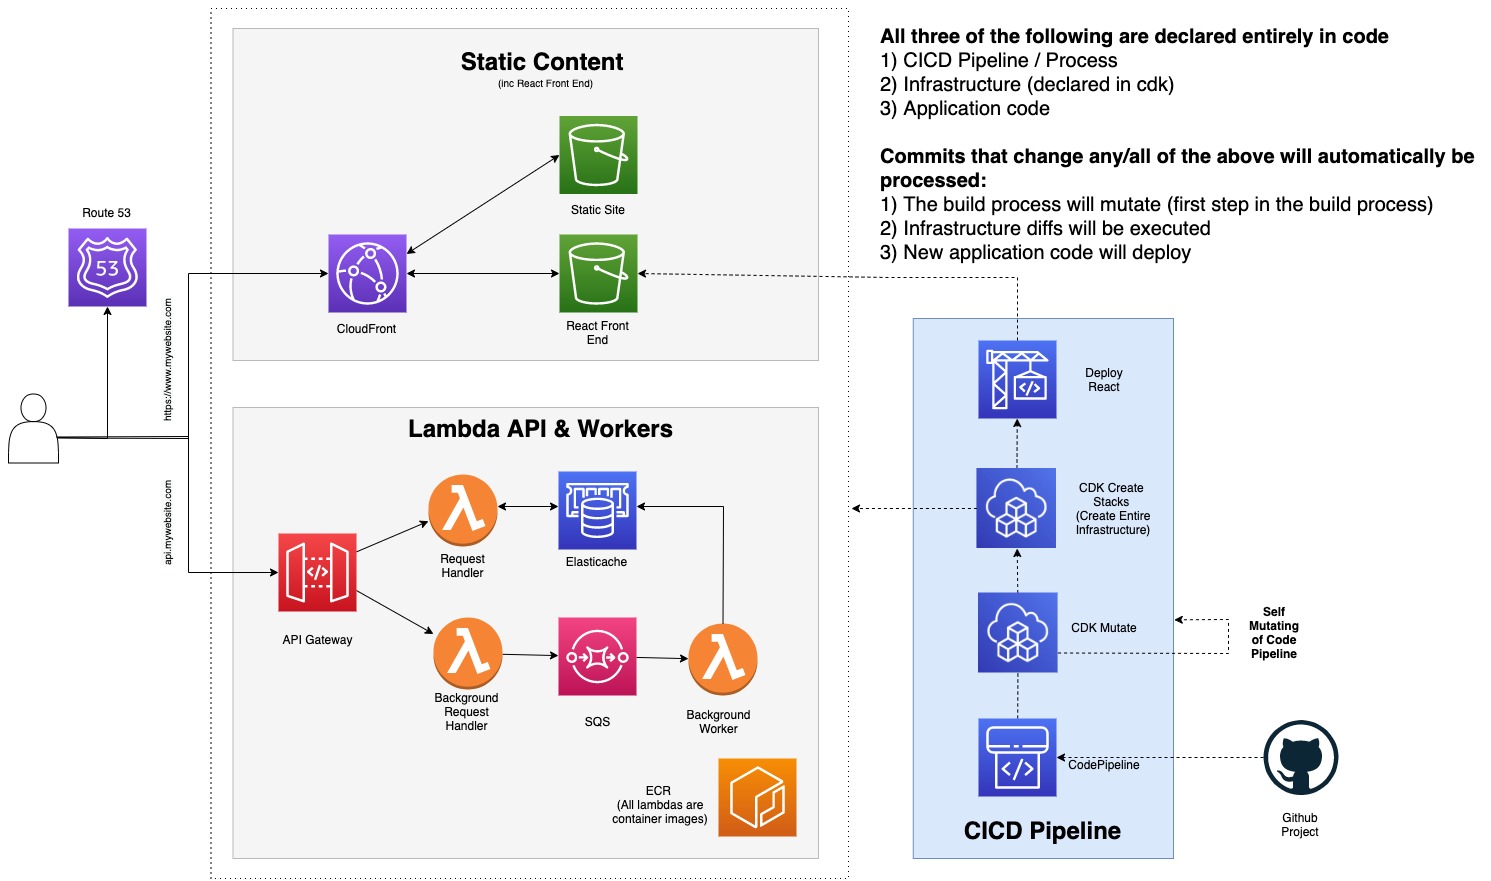 Static Content
(inc React Front End)
Static Site
Route 53
53
https://www.mywebsite.com
CloudFront
React Front
End
api.mywebsite.com
Lambda API & Workers
Request
Handler
Elasticache
API Gateway
Background
Request
Handler
SQS
Background
Worker
ECR
(All lambdas are
container images)
All three of the following are declared entirely in code
1) CICD Pipeline / Process
2) Infrastructure (declared in cdk)
3) Application code
Commits that change any/all of the above will automatically be
processed:
1) The build process will mutate (first step in the build process)
2) Infrastructure diffs will be executed
3) New application code will deploy
Deploy
React
CDK Create
Stacks
(Create Entire
Infrastructure)
CDK Mutate
Self
Mutating
of Code
Pipeline
CodePipeline
CICD Pipeline
Github
Project